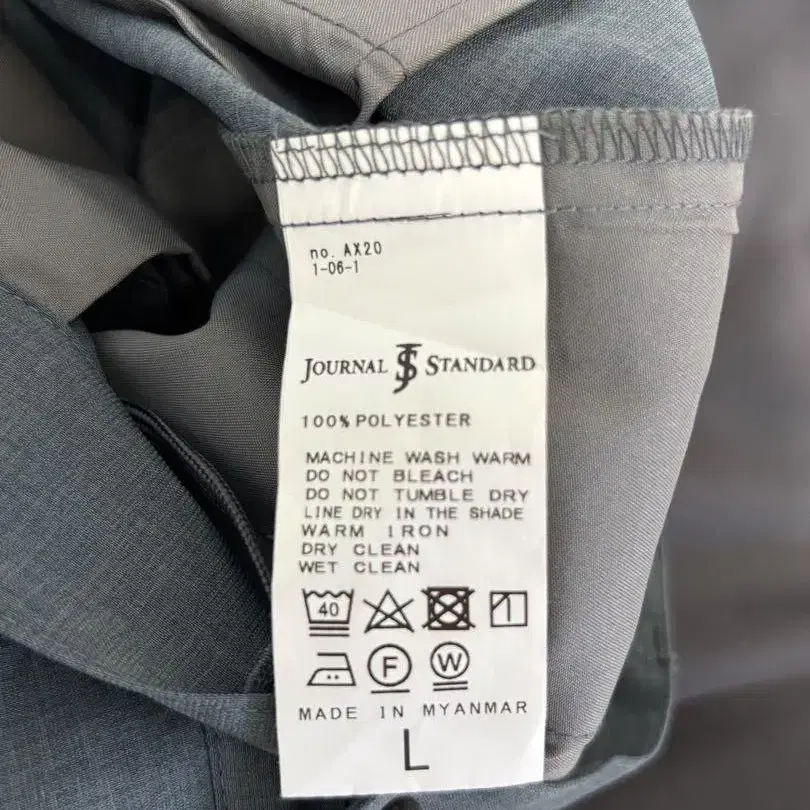 no. AX20
1-06-1
JOURNAL JS STANDARD
100% POLYESTER
MACHINE WASH WARM
DO NOT BLEACH
DO NOT TUMBLE DRY
LINE DRY IN THE SHADE
WARM IRON
DRY CLEAN
WET CLEAN
40
F W
MADE IN MYANMAR
L